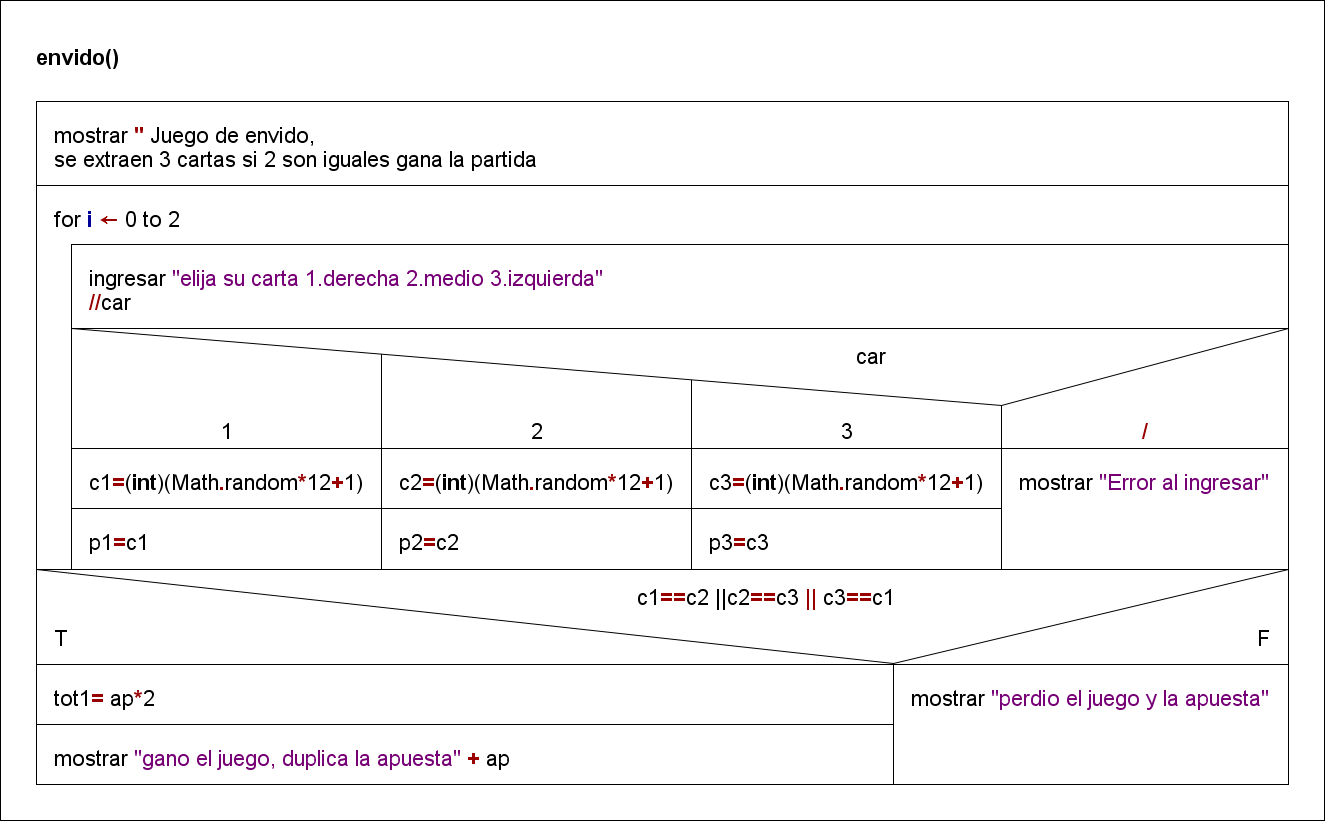 envido()
mostrar " Juego de envido,
se extraen 3 cartas si 2 son iguales gana la partida
for i ← 0 to 2
ingresar "elija su carta 1.derecha 2.medio 3.izquierda"
//car
car
1
2
3
/
c1=(int)(Math.random*12+1)
c2=(int)(Math.random*12+1)
c3=(int)(Math.random*12+1)
mostrar "Error al ingresar"
p1=c1
p2=c2
p3=c3
c1==c2 ||c2==c3 || c3==c1
T
F
tot1= ap*2
mostrar "perdio el juego y la apuesta"
mostrar "gano el juego, duplica la apuesta" + ap